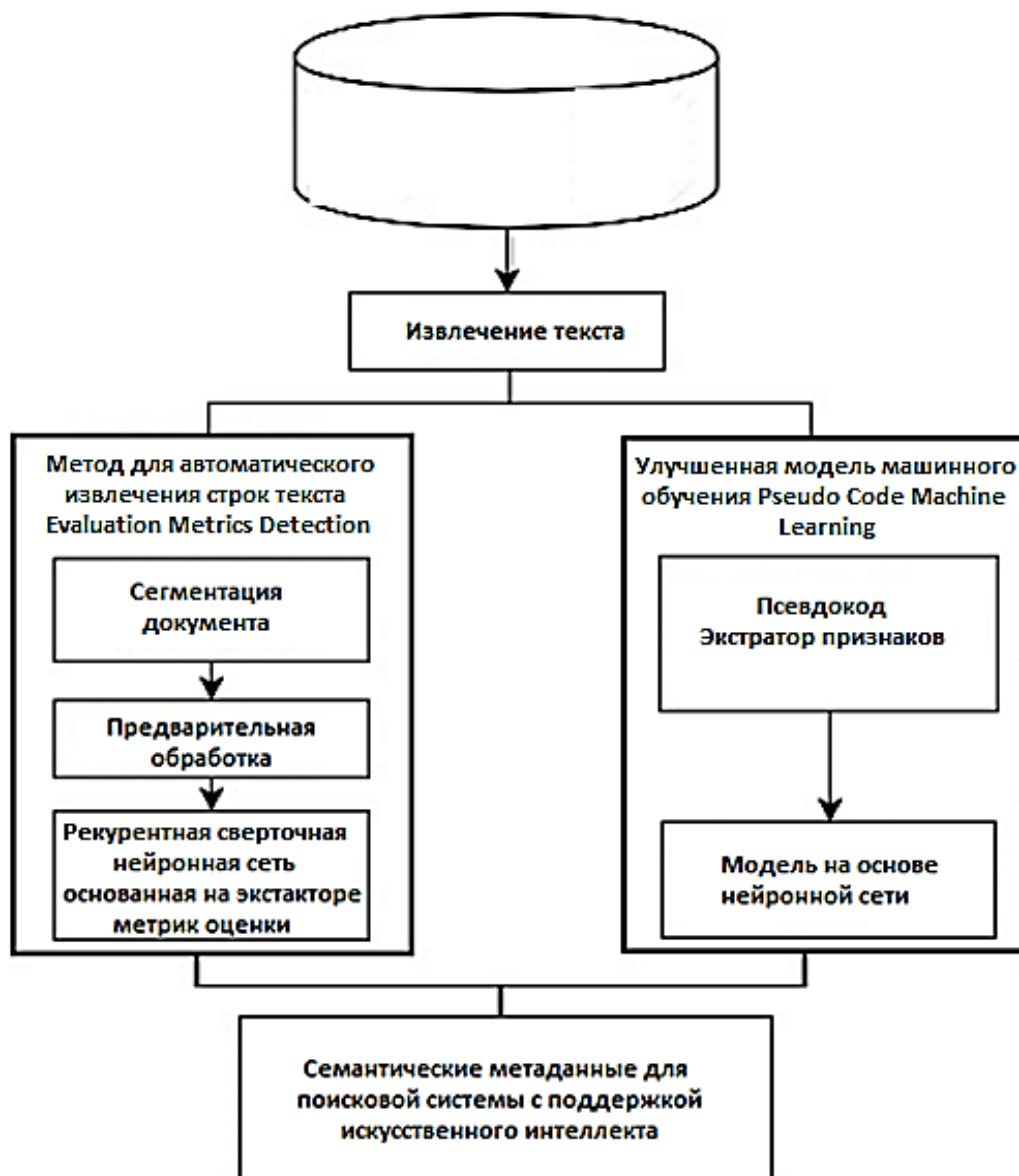 Извлечение текста
Метод для автоматического
извлечения строк текста
Evaluation Metrics Detection
Сегментация
документа
Предварительная
обработка
Рекурентная сверточная
нейронная сеть
основанная на экстакторе
метрик оценки
Улучшенная модель машинного
обучения Pseudo Code Machine
Learning
Псевдокод
Экстратор признаков
Модель на основе
нейронной сети
Семантические метаданные для
поисковой системы с поддержкой
искусственного интеллекта